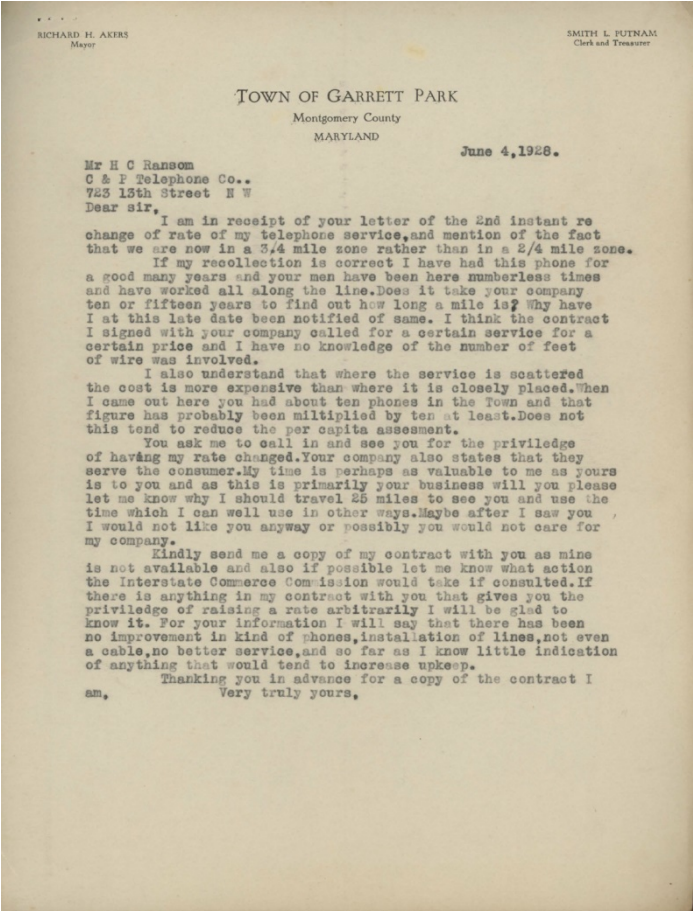 RICHARD H. AKERS
Mayor
SMITH L. PUTNAM
Clerk and Treasurer
TOWN OF GARRETT PARK
Montgomery County
MARYLAND
June 4,1928.
Mr H C Ransom
C & P Telephone Co..
723 13th Street N W
Dear sir,
I am in receipt of your letter of the 2nd instant re
change of rate of my telephone service,and mention of the fact
that we are now in a 3/4 mile zone rather than in a 2/4 mile zone.
If my recollection is correct I have had this phone for
a good many years and your men have been here numberless times
and have worked all along the line.Does it take your company
ten or fifteen years to find out how long a mile is? Why have
I at this late date been notified of same. I think the contract
I signed with your company called for a certain service for a
certain price and I have no knowledge of the number of feet
of wire was involved.
I also understand that where the service is scattered
the cost is more expensive than where it is closely placed.When
I came out here you had about ten phones in the Town and that
figure has probably been miltiplied by ten at least.Does not
this tend to reduce the per capita assesment.
You ask me to call in and see you for the priviledge
of having my rate changed.Your company also states that they
serve the consumer.My time is perhaps as valuable to me as yours
is to you and as this is primarily your business will you please
let me know why I should travel 25 miles to see you and use the
time which I can well use in other ways.Maybe after I saw you
I would not like you anyway or possibly you would not care for
my company.
Kindly send me a copy of my contract with you as mine
is not available and also if possible let me know what action
the Interstate Commerce Commission would take if consulted.If
there is anything in my contract with you that gives you the
priviledge of raising a rate arbitrarily I will be glad to
know it. For your information I will say that there has been
no improvement in kind of phones,installation of lines,not even
a cable,no better service,and so far as I know little indication
of anything that would tend to increase upkeep.
Thanking you in advance for a copy of the contract I
am, Very truly yours,